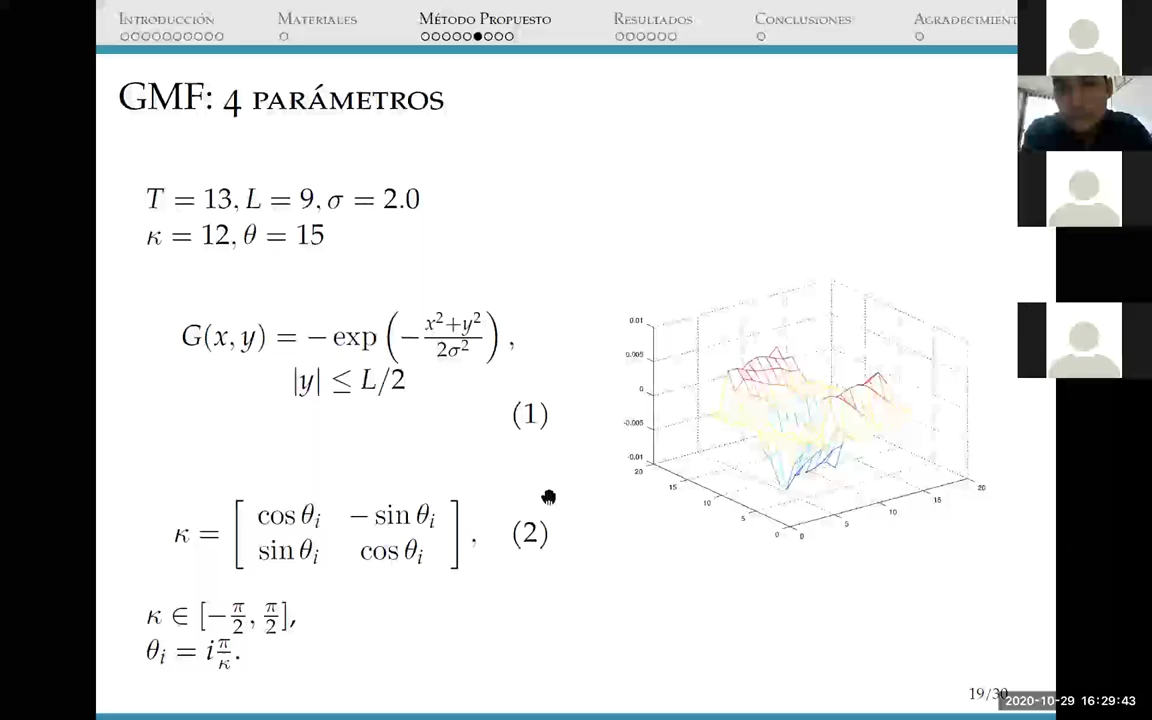 INTRODUCCIÓN MATERIALES MÉTODO PROPUESTO RESULTADOS CONCLUSIONES AGRADECIMIENT
GMF: 4 PARÁMETROS
T = 13, L = 9, σ = 2.0
κ = 12, θ = 15
G(x, y) = − exp (− x²+y² / 2σ²) ,
|y| ≤ L/2
(1)
κ = [ cos θᵢ − sin θᵢ
sin θᵢ cos θᵢ ] , (2)
κ ∈ [−π/2, π/2],
θᵢ = i π/κ.
0.01
0.005
0
-0.005
-0.01
20 15 10 5 0
0 5 10 15 20
19/30
2020-10-29 16:29:43